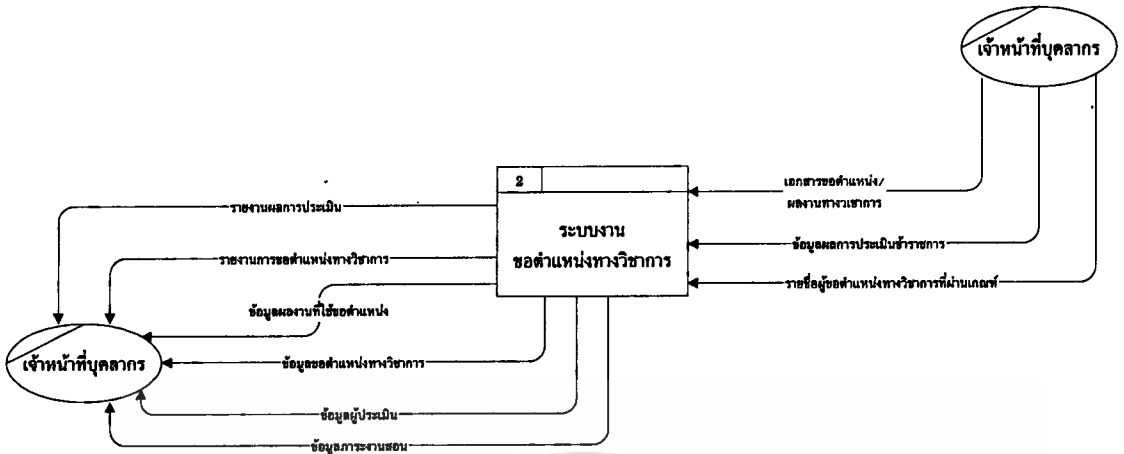 เจ้าหน้าที่บุคลากร
2
เอกสารขอตำแหน่ง/
ผลงานทางวิชาการ
รายงานผลการประเมิน
ระบบงาน
ขอตำแหน่งทางวิชาการ
ข้อมูลผลการประเมินข้าราชการ
รายงานการขอตำแหน่งทางวิชาการ
รายชื่อผู้ขอตำแหน่งทางวิชาการที่ผ่านเกณฑ์
ข้อมูลผลงานที่ใช้ขอตำแหน่ง
เจ้าหน้าที่บุคลากร
ข้อมูลขอตำแหน่งทางวิชาการ
ข้อมูลผู้ประเมิน
ข้อมูลภาระงานสอน